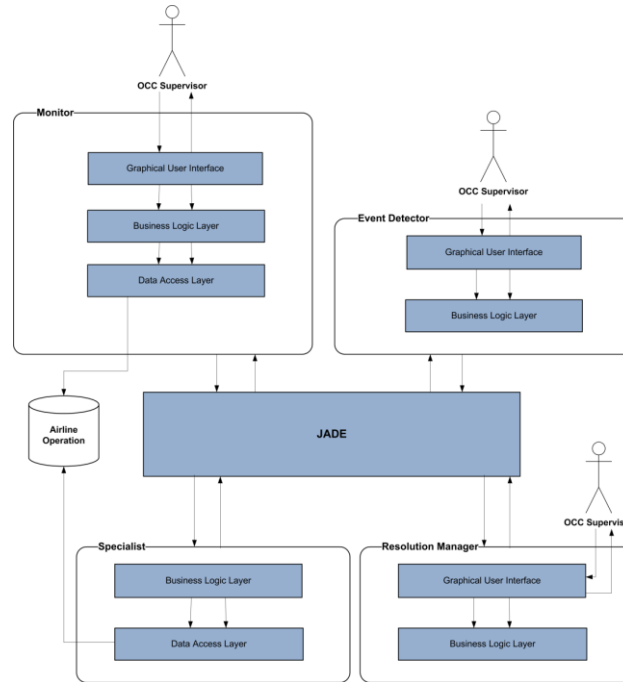 OCC Supervisor
Monitor
Graphical User Interface
Business Logic Layer
Data Access Layer
OCC Supervisor
Event Detector
Graphical User Interface
Business Logic Layer
Airline
Operation
JADE
OCC Supervis
Specialist
Business Logic Layer
Data Access Layer
Resolution Manager
Graphical User Interface
Business Logic Layer